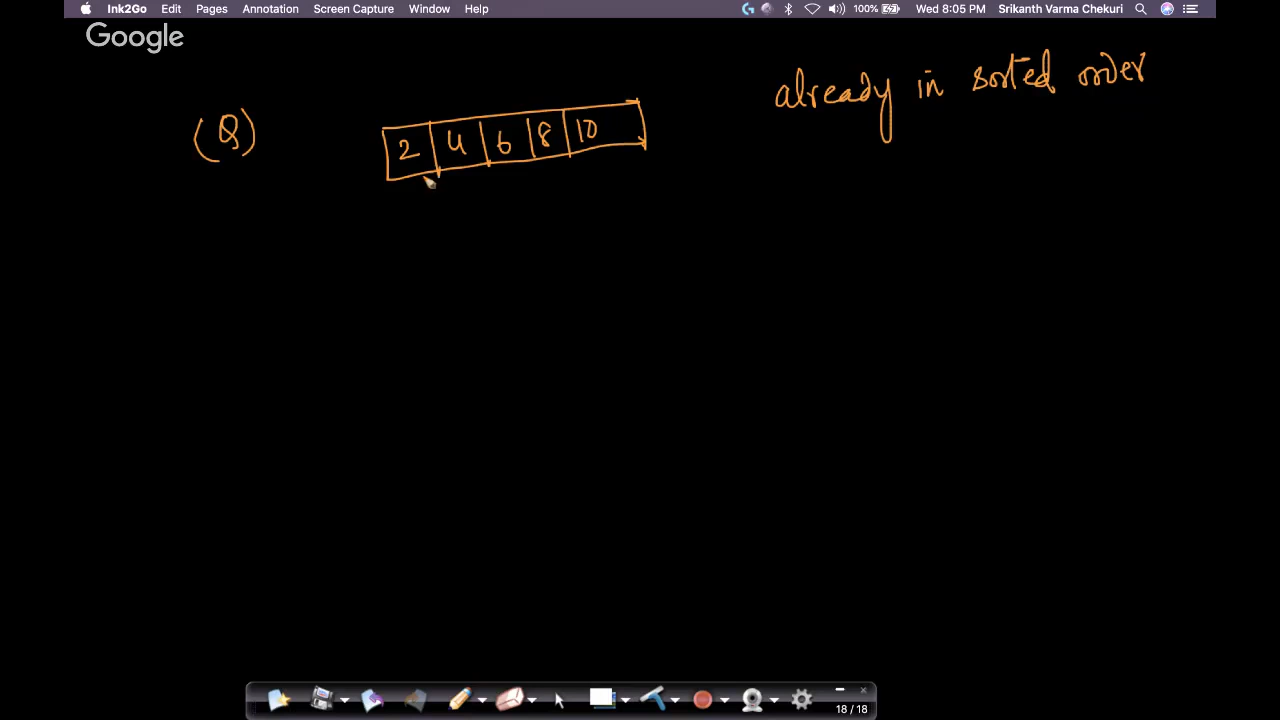 Ink2Go Edit Pages Annotation Screen Capture Window Help 100% Wed 8:05 PM Srikanth Varma Chekuri
Google
already in sorted order
(Q) 2 4 6 8 10
18 / 18